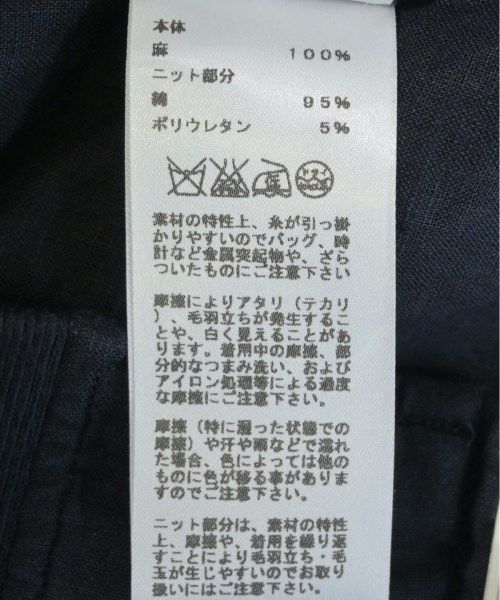 本体
麻 100%
ニット部分
綿 95%
ポリウレタン 5%
素材の特性上、糸が引っ掛
かりやすいのでバッグ、時
計など金属突起物や、ざら
ついたものにご注意下さい
摩擦によりアタリ(テカリ
)、毛羽立ちが発生するこ
とや、白く見えることがあ
ります。着用中の摩擦、部
分的なつまみ洗い、および
アイロン処理等による過度
な摩擦にご注意下さい。
摩擦(特に湿った状態での
摩擦)や汗や雨などで濡れ
た場合、色によっては他の
ものに色が移る事がありま
すのでご注意下さい。
ニット部分は、素材の特性
上、摩擦や、着用を繰り返
すことにより毛羽立ち・毛
玉が生じやすいのでお取り
扱いにはご注意下さい。